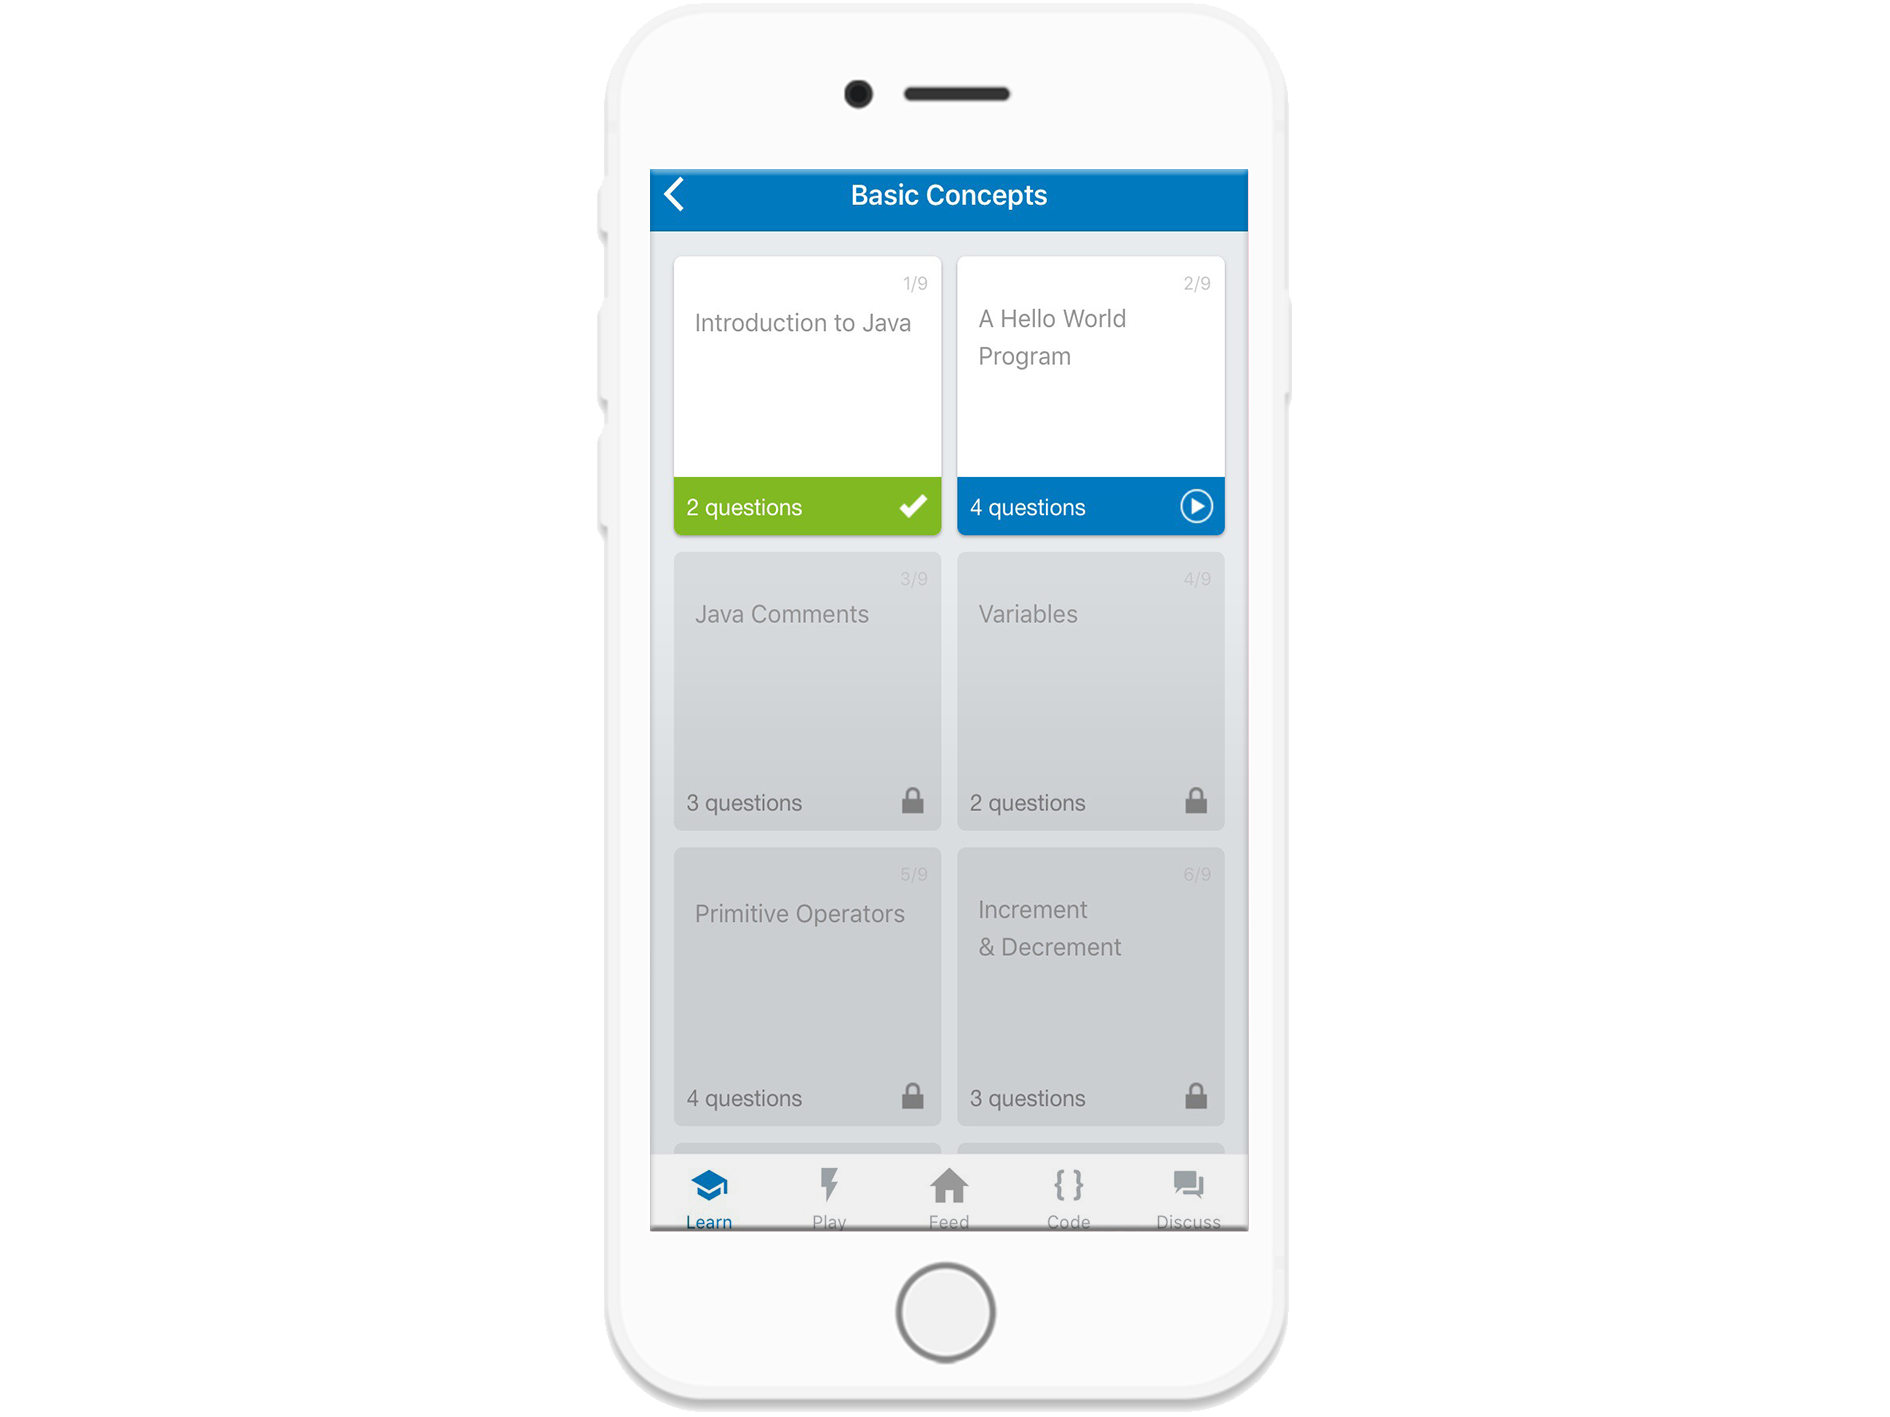 Basic Concepts
1/9
Introduction to Java
2 questions
2/9
A Hello World
Program
4 questions
3/9
Java Comments
3 questions
4/9
Variables
2 questions
5/9
Primitive Operators
4 questions
6/9
Increment
& Decrement
3 questions
Learn
Play
Feed
Code
Discuss